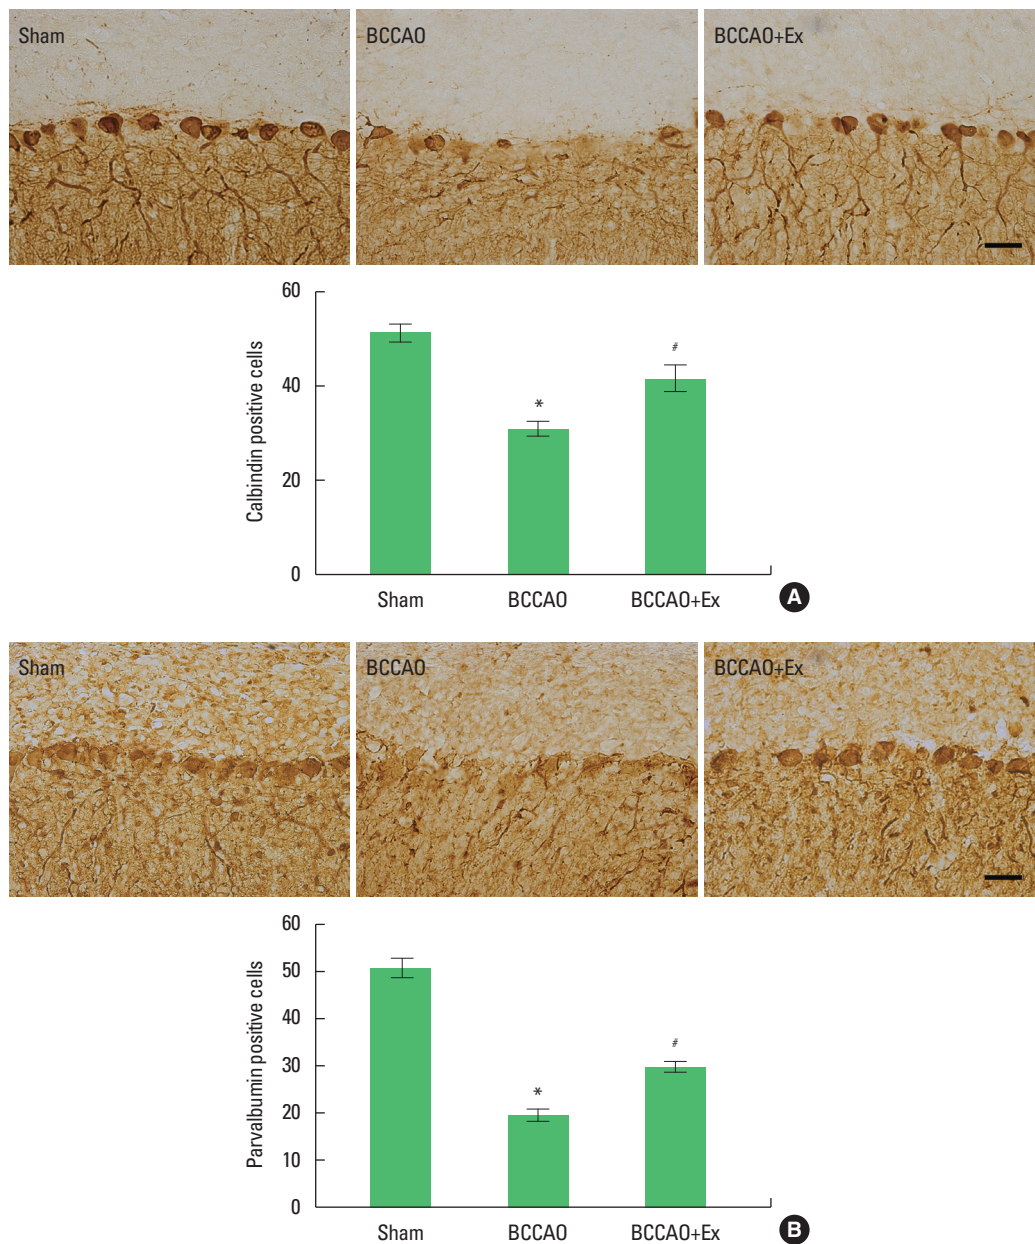 Sham BCCAO BCCAO+Ex
60
40
20
0
Calbindin positive cells
*
#
Sham BCCAO BCCAO+Ex
A
Sham BCCAO BCCAO+Ex
60
50
40
30
20
10
0
Parvalbumin positive cells
*
#
Sham BCCAO BCCAO+Ex
B